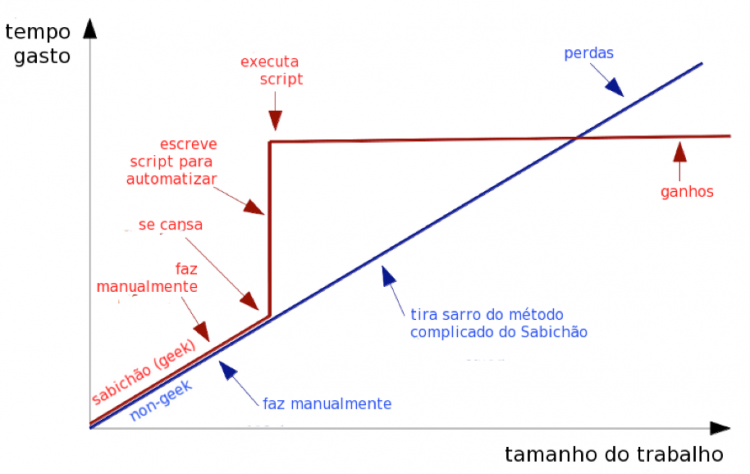 tempo
gasto
executa
script
perdas
escreve
script para
automatizar
ganhos
se cansa
faz
manualmente
tira sarro do método
complicado do Sabichão
sabichão (geek)
non-geek
faz manualmente
tamanho do trabalho